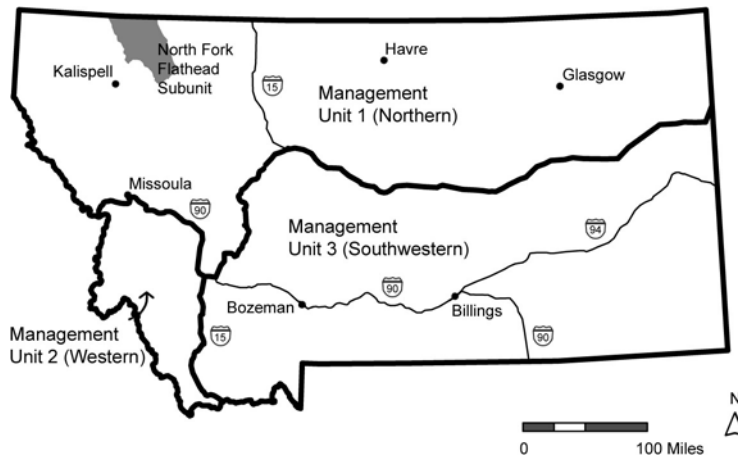 North Fork
Flathead
Subunit
Kalispell
Havre
Glasgow
15
Management
Unit 1 (Northern)
Missoula
90
Management
Unit 3 (Southwestern)
94
90
Bozeman
Billings
Management
Unit 2 (Western)
15
90
N
0
100 Miles